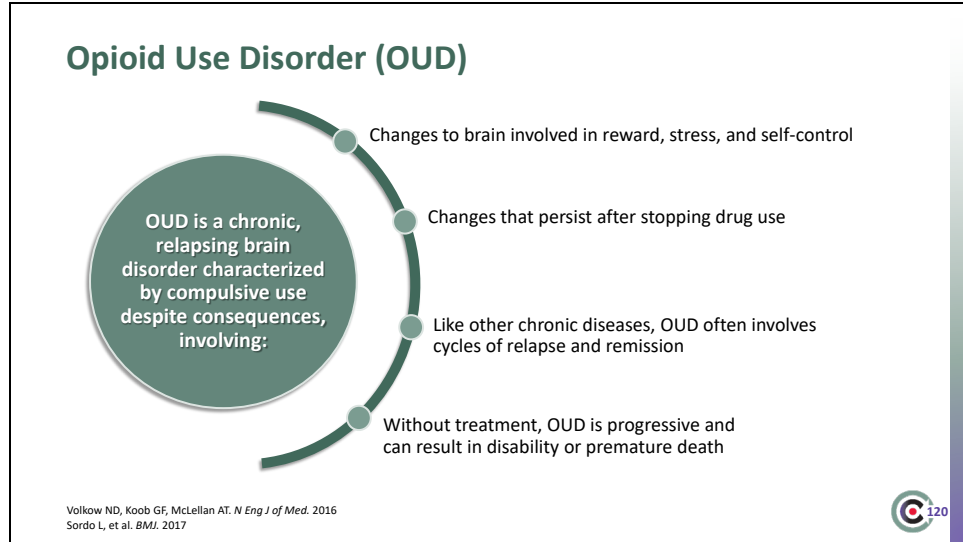 Opioid Use Disorder (OUD)
OUD is a chronic,
relapsing brain
disorder characterized
by compulsive use
despite consequences,
involving:
Changes to brain involved in reward, stress, and self-control
Changes that persist after stopping drug use
Like other chronic diseases, OUD often involves
cycles of relapse and remission
Without treatment, OUD is progressive and
can result in disability or premature death
Volkow ND, Koob GF, McLellan AT. N Eng J of Med. 2016
Sordo L, et al. BMJ. 2017
120